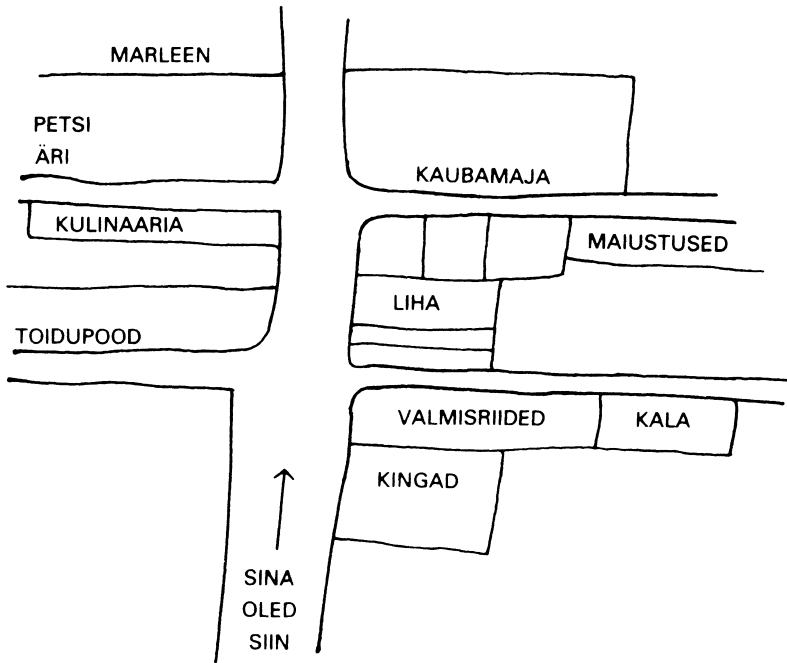 MARLEEN
PETSI
ÄRI
KAUBAMAJA
KULINAARIA
MAIUSTUSED
LIHA
TOIDUPOOD
VALMISRIIDED
KALA
KINGAD
SINA
OLED
SIIN